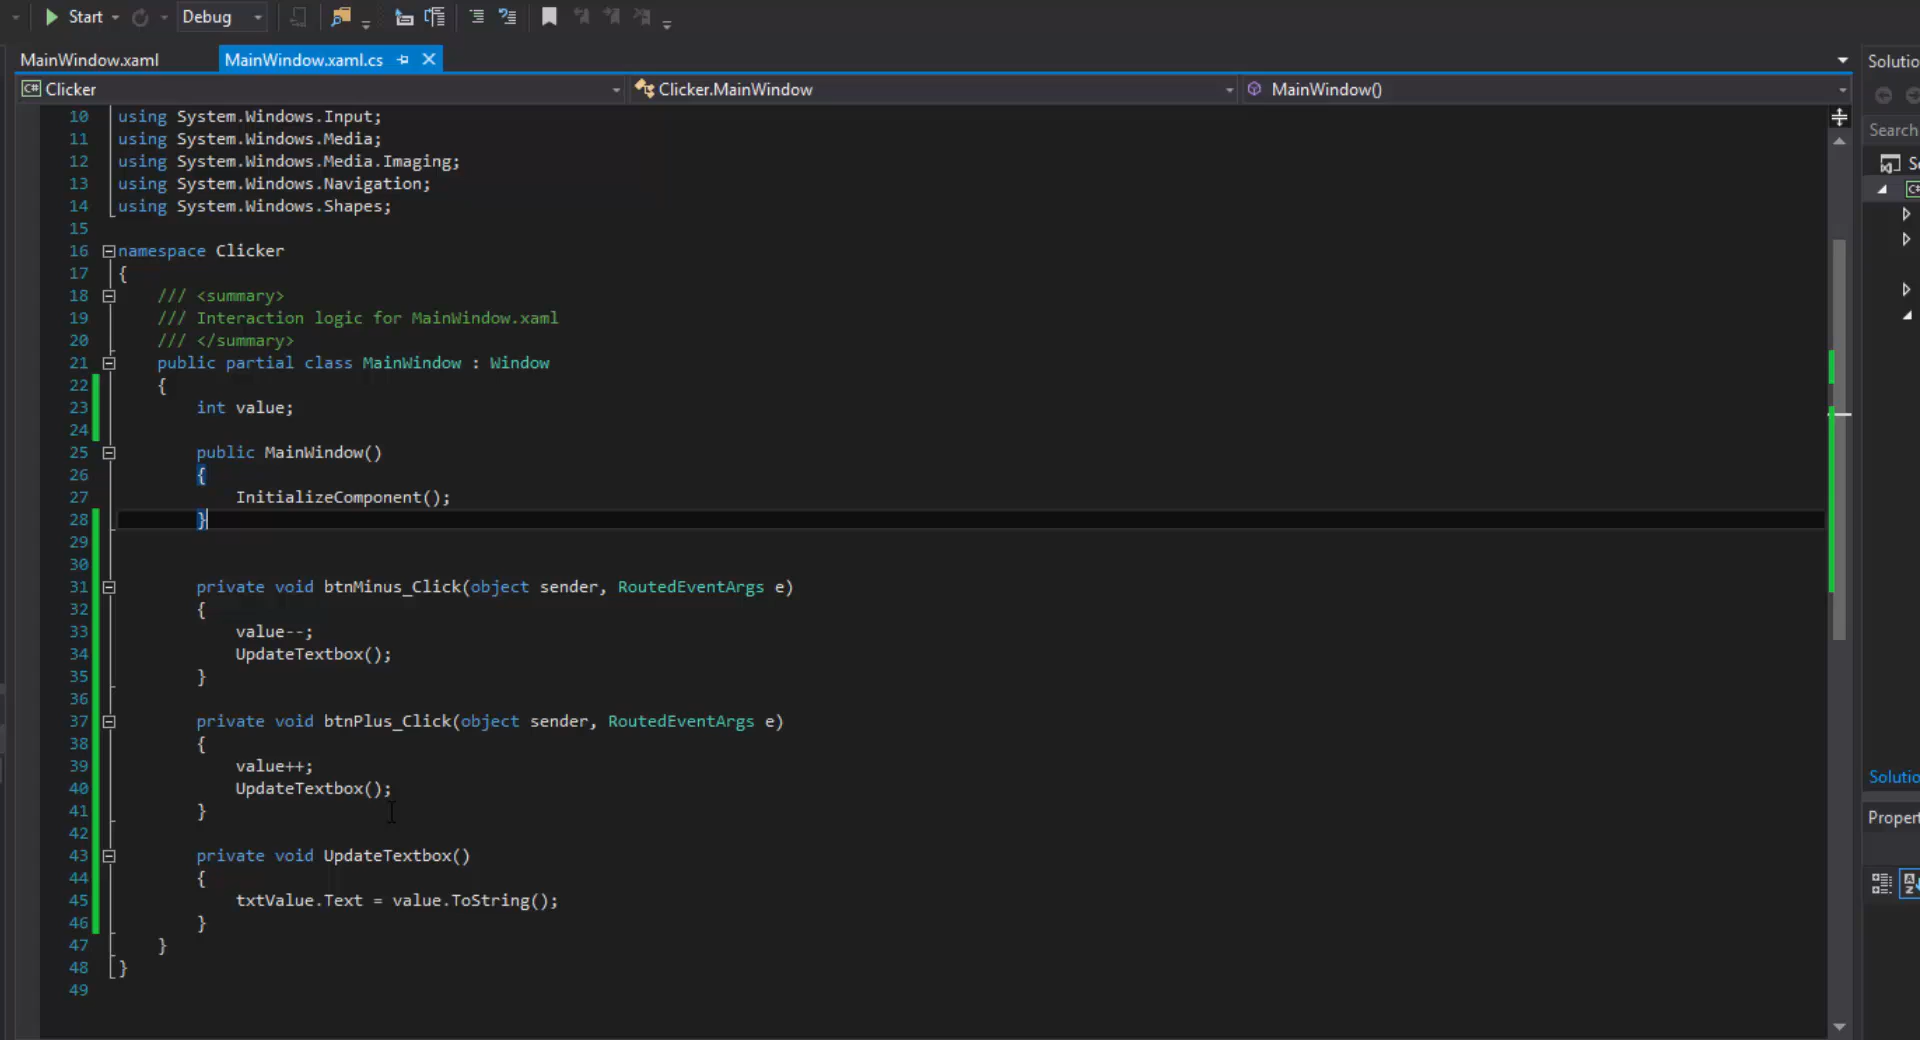 Start Debug
MainWindow.xaml MainWindow.xaml.cs
Clicker Clicker.MainWindow MainWindow()
10 using System.Windows.Input;
11 using System.Windows.Media;
12 using System.Windows.Media.Imaging;
13 using System.Windows.Navigation;
14 using System.Windows.Shapes;
15
16 namespace Clicker
17 {
18 /// <summary>
19 /// Interaction logic for MainWindow.xaml
20 /// </summary>
21 public partial class MainWindow : Window
22 {
23 int value;
24
25 public MainWindow()
26 {
27 InitializeComponent();
28 }
29
30
31 private void btnMinus_Click(object sender, RoutedEventArgs e)
32 {
33 value--;
34 UpdateTextbox();
35 }
36
37 private void btnPlus_Click(object sender, RoutedEventArgs e)
38 {
39 value++;
40 UpdateTextbox();
41 }
42
43 private void UpdateTextbox()
44 {
45 txtValue.Text = value.ToString();
46 }
47 }
48 }
49
Solutio
Search
S
C#
Solutio
Proper